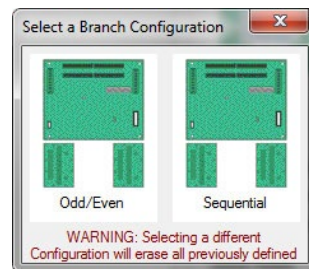 Select a Branch Configuration
Odd/Even Sequential
WARNING: Selecting a different
Configuration will erase all previously defined